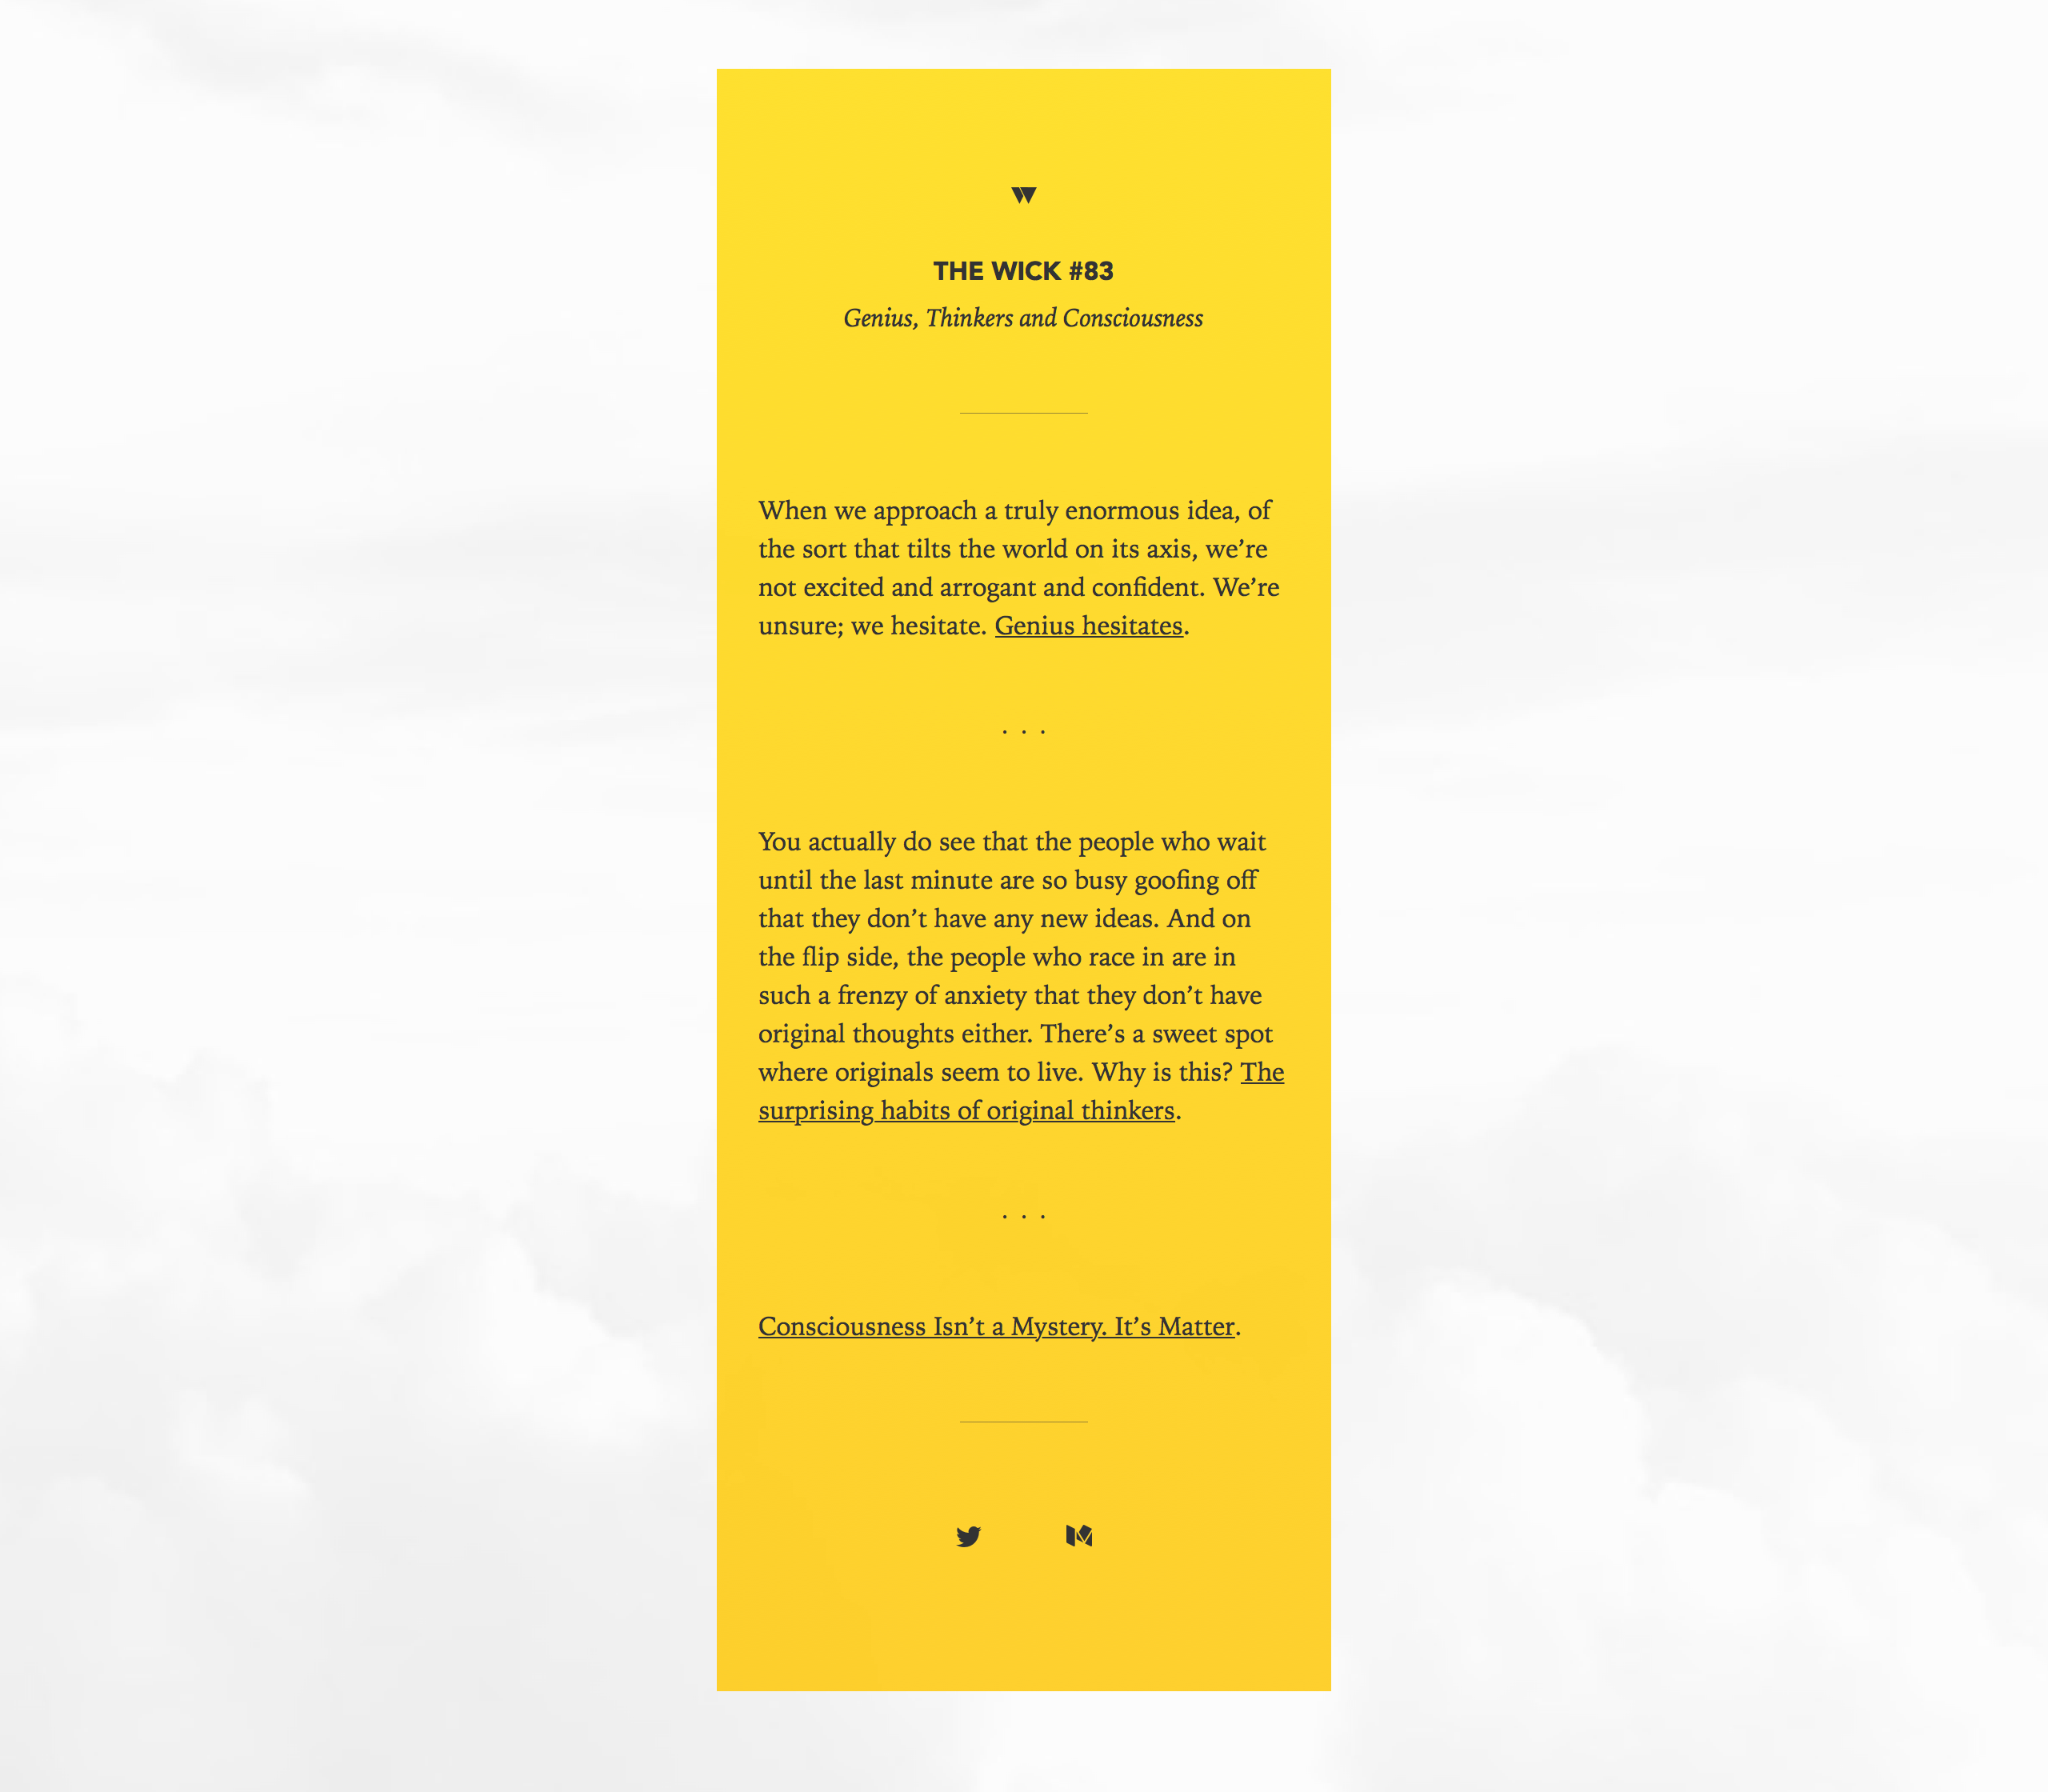 THE WICK #83
Genius, Thinkers and Consciousness
When we approach a truly enormous idea, of
the sort that tilts the world on its axis, we’re
not excited and arrogant and confident. We’re
unsure; we hesitate. Genius hesitates.
. . .
You actually do see that the people who wait
until the last minute are so busy goofing off
that they don’t have any new ideas. And on
the flip side, the people who race in are in
such a frenzy of anxiety that they don’t have
original thoughts either. There’s a sweet spot
where originals seem to live. Why is this? The
surprising habits of original thinkers.
. . .
Consciousness Isn’t a Mystery. It’s Matter.